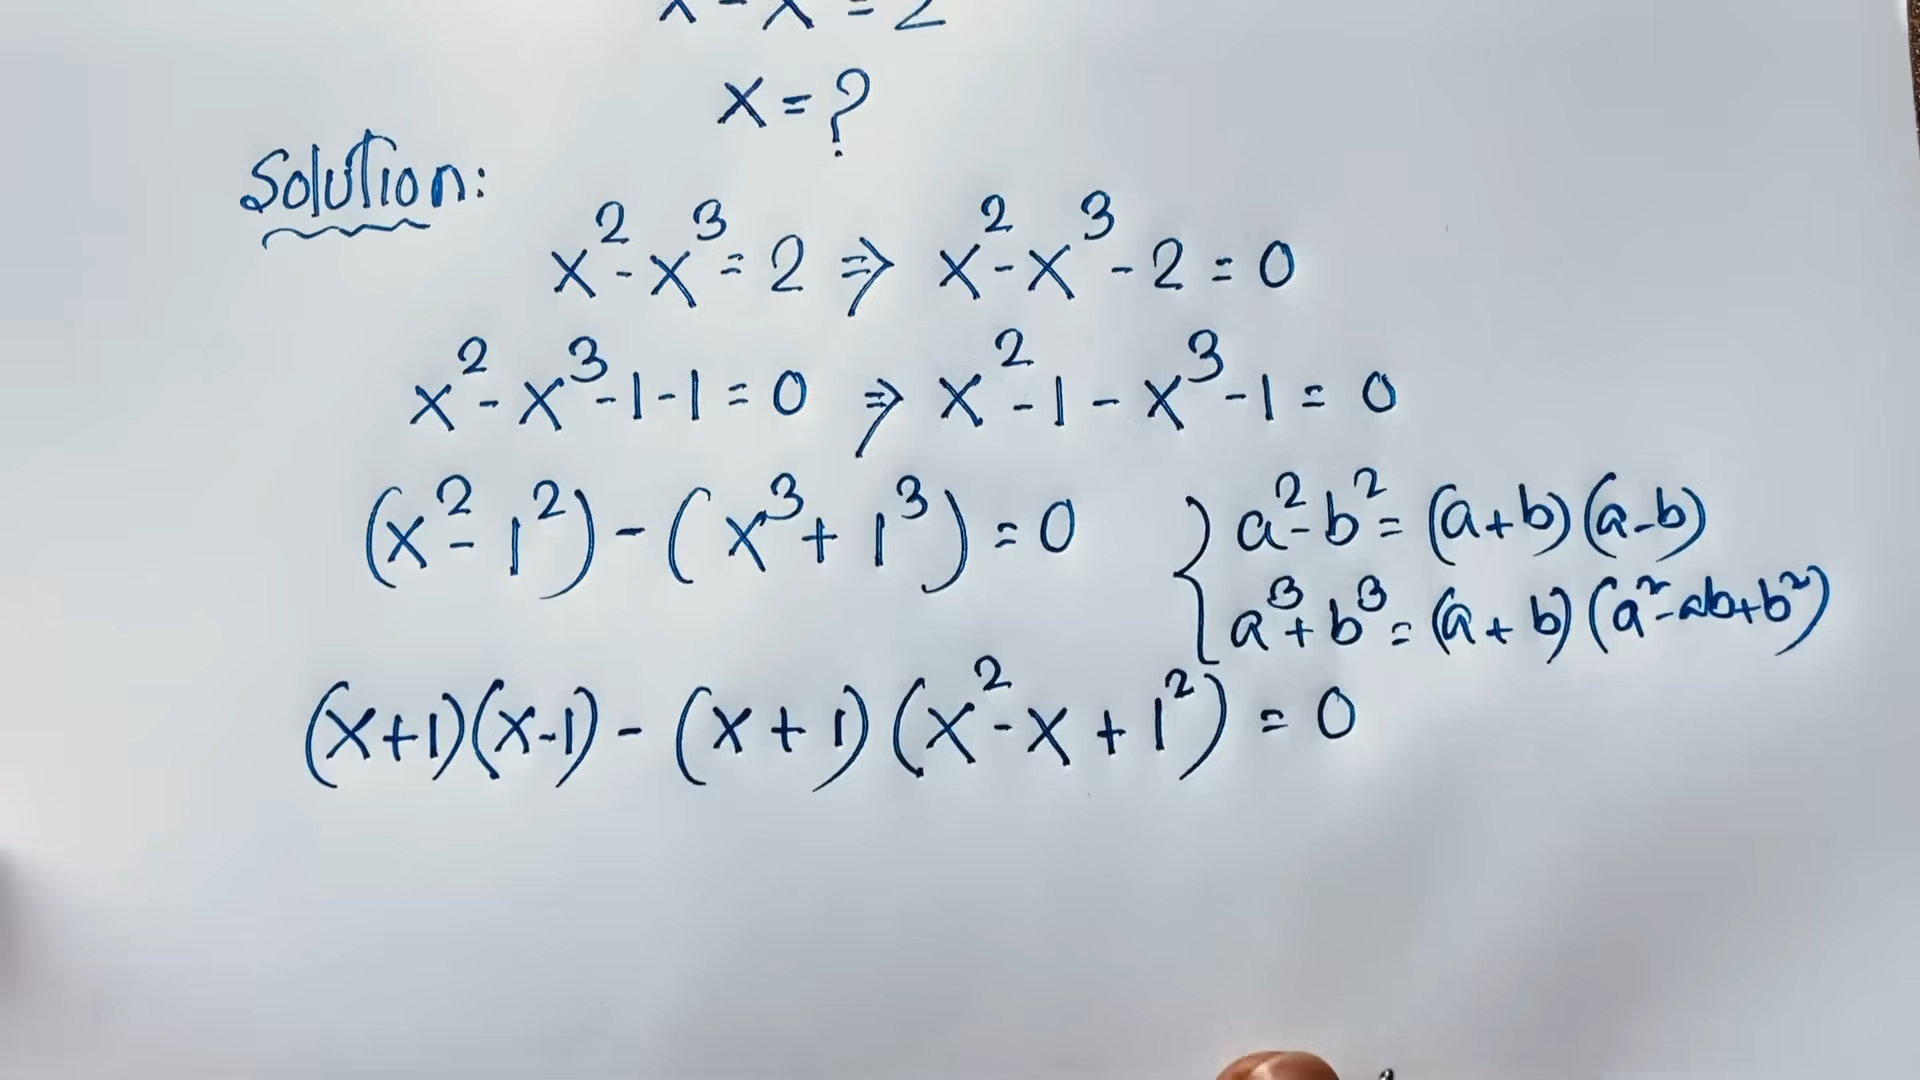 x - x = 2
x = ?
Solution:
x² - x³ = 2 ⇒ x² - x³ - 2 = 0
x² - x³ - 1 - 1 = 0 ⇒ x² - 1 - x³ - 1 = 0
(x² - 1²) - (x³ + 1³) = 0
{ a² - b² = (a+b)(a-b)
a³ + b³ = (a+b)(a² - ab + b²)
(x+1)(x-1) - (x+1)(x² - x + 1²) = 0